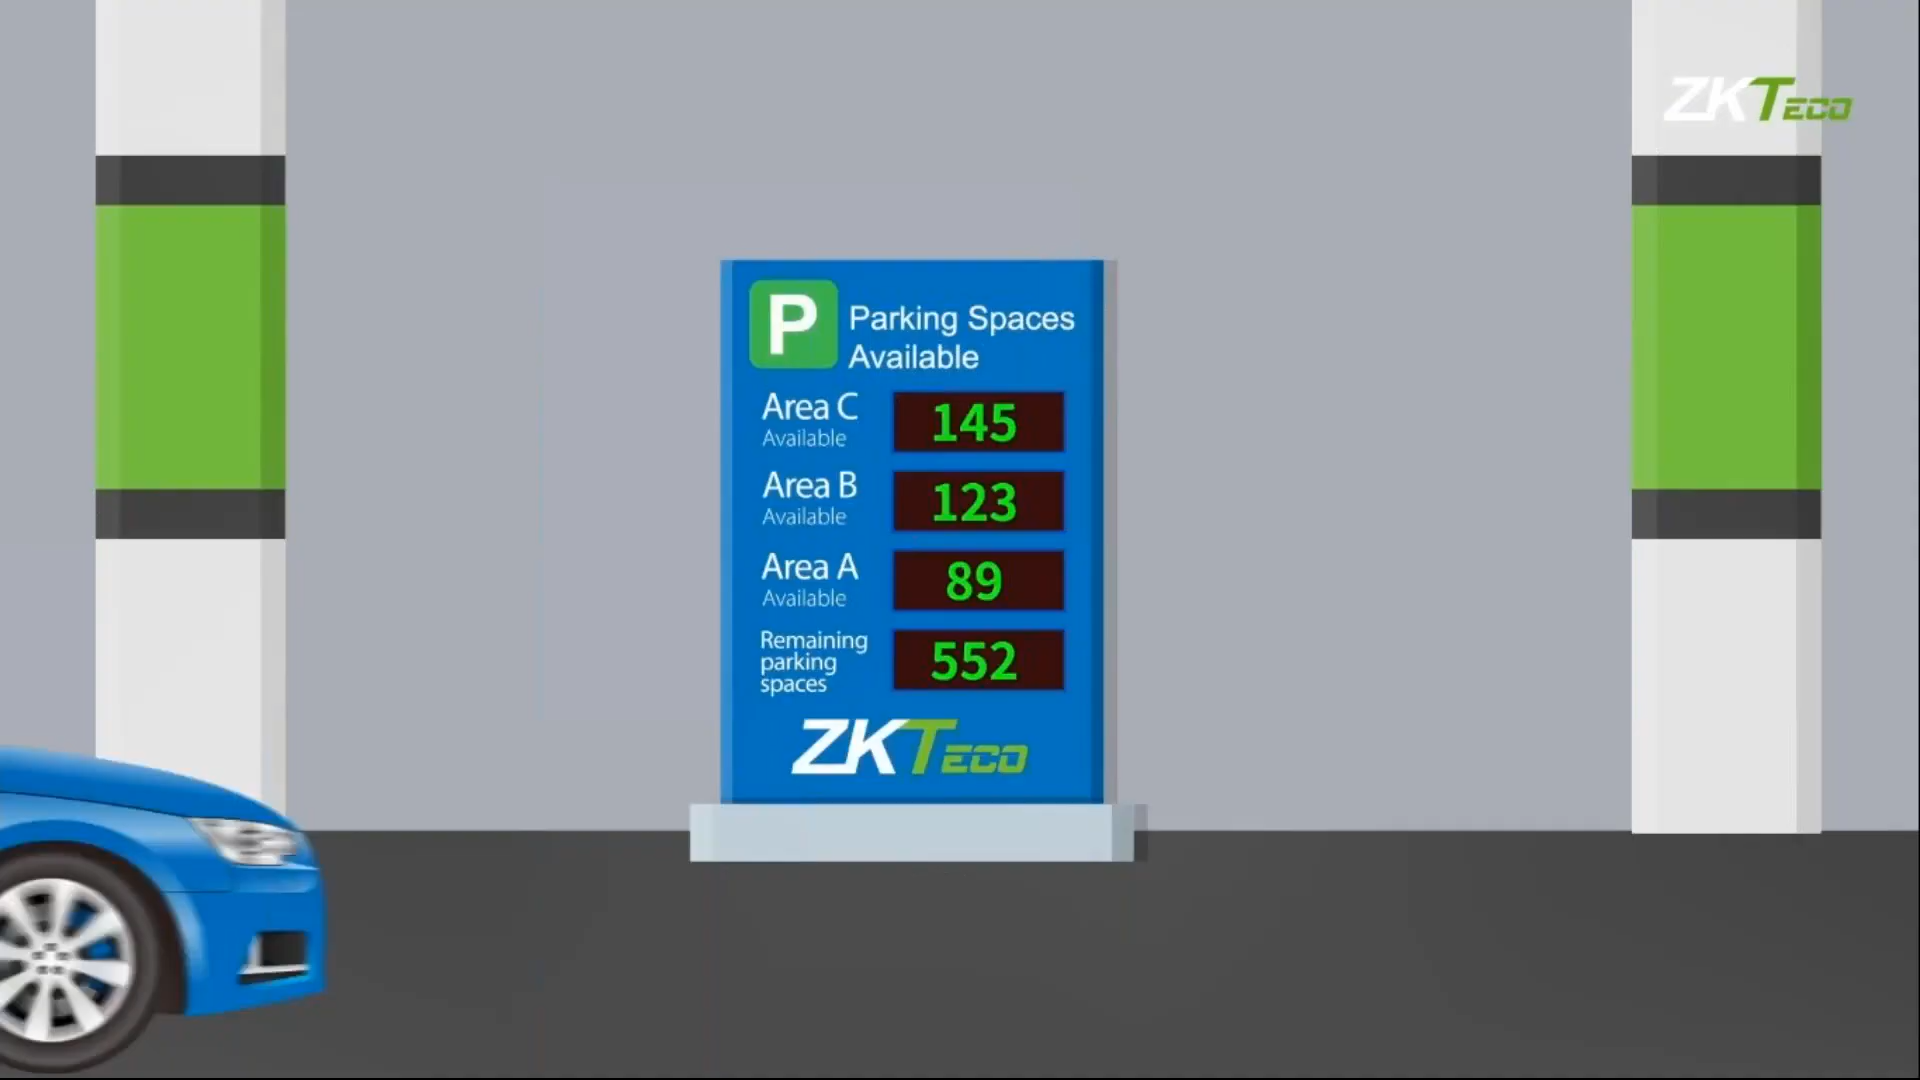 ZKTECO
P
Parking Spaces
Available
Area C
Available
145
Area B
Available
123
Area A
Available
89
Remaining
parking
spaces
552
ZKTECO